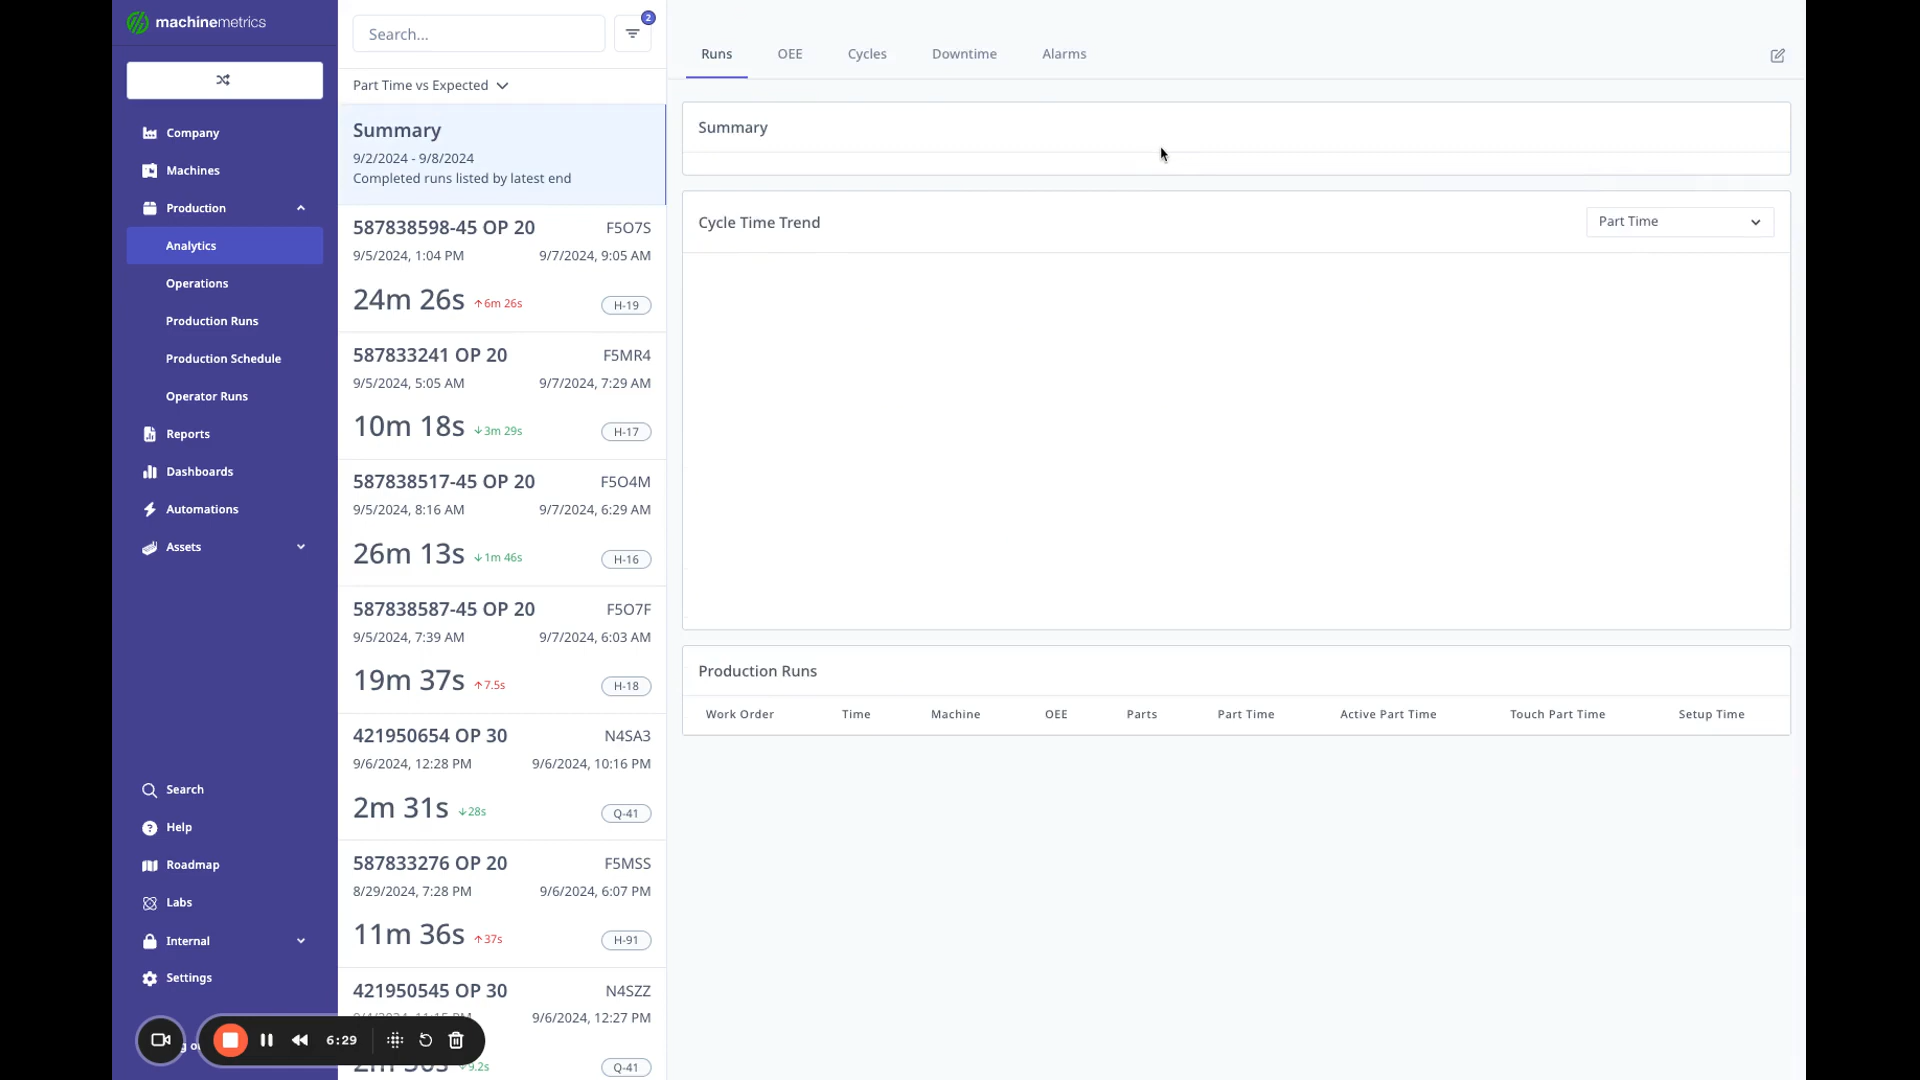 machinemetrics
Company
Machines
Production
Analytics
Operations
Production Runs
Production Schedule
Operator Runs
Reports
Dashboards
Automations
Assets
Search
Help
Roadmap
Labs
Internal
Settings
6:29
Search...
2
Part Time vs Expected
Summary
9/2/2024 - 9/8/2024
Completed runs listed by latest end
587838598-45 OP 20 F5O7S
9/5/2024, 1:04 PM 9/7/2024, 9:05 AM
24m 26s ↑6m 26s H-19
587833241 OP 20 F5MR4
9/5/2024, 5:05 AM 9/7/2024, 7:29 AM
10m 18s ↓3m 29s H-17
587838517-45 OP 20 F5O4M
9/5/2024, 8:16 AM 9/7/2024, 6:29 AM
26m 13s ↓1m 46s H-16
587838587-45 OP 20 F5O7F
9/5/2024, 7:39 AM 9/7/2024, 6:03 AM
19m 37s ↑7.5s H-18
421950654 OP 30 N4SA3
9/6/2024, 12:28 PM 9/6/2024, 10:16 PM
2m 31s ↓28s Q-41
587833276 OP 20 F5MSS
8/29/2024, 7:28 PM 9/6/2024, 6:07 PM
11m 36s ↑37s H-91
421950545 OP 30 N4SZZ
9/6/2024, 12:27 PM
9.2s Q-41
Runs OEE Cycles Downtime Alarms
Summary
Cycle Time Trend Part Time
Production Runs
Work Order Time Machine OEE Parts Part Time Active Part Time Touch Part Time Setup Time